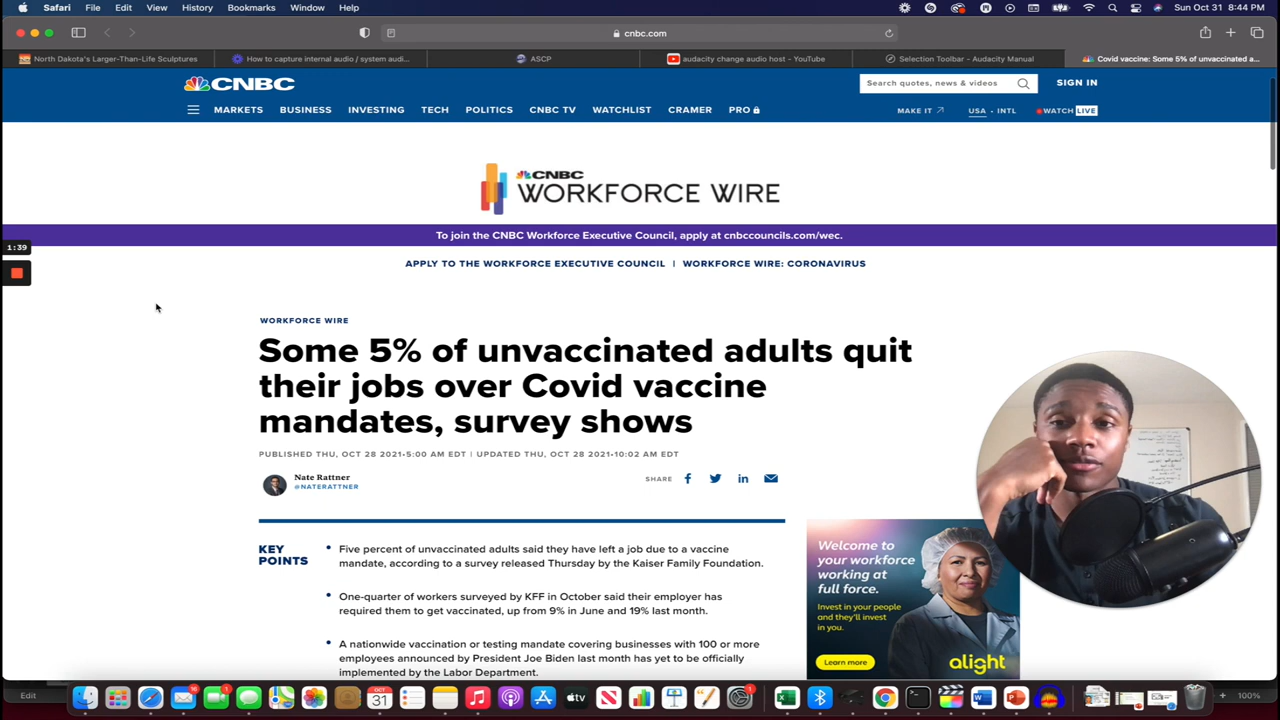 Safari File Edit View History Bookmarks Window Help Sun Oct 31 8:44 PM
cnbc.com
North Dakota's Larger-Than-Life Sculptures
How to capture internal audio / system audi...
ASCP
audacity change audio host - YouTube
Selection Toolbar - Audacity Manual
Covid vaccine: Some 5% of unvaccinated a...
CNBC
Search quotes, news & videos
SIGN IN
MARKETS BUSINESS INVESTING TECH POLITICS CNBC TV WATCHLIST CRAMER PRO
MAKE IT USA • INTL WATCH LIVE
CNBC
WORKFORCE WIRE
To join the CNBC Workforce Executive Council, apply at cnbccouncils.com/wec.
1:39
APPLY TO THE WORKFORCE EXECUTIVE COUNCIL | WORKFORCE WIRE: CORONAVIRUS
WORKFORCE WIRE
Some 5% of unvaccinated adults quit
their jobs over Covid vaccine
mandates, survey shows
PUBLISHED THU, OCT 28 2021•5:00 AM EDT | UPDATED THU, OCT 28 2021•10:02 AM EDT
Nate Rattner
@NATERATTNER
SHARE
KEY
POINTS
Five percent of unvaccinated adults said they have left a job due to a vaccine
mandate, according to a survey released Thursday by the Kaiser Family Foundation.
One-quarter of workers surveyed by KFF in October said their employer has
required them to get vaccinated, up from 9% in June and 19% last month.
A nationwide vaccination or testing mandate covering businesses with 100 or more
employees announced by President Joe Biden last month has yet to be officially
implemented by the Labor Department.
Welcome to
your workforce
working at
full force.
Invest in your people
and they'll invest
in you.
Learn more
alight
Edit
OCT
31
tv
100%